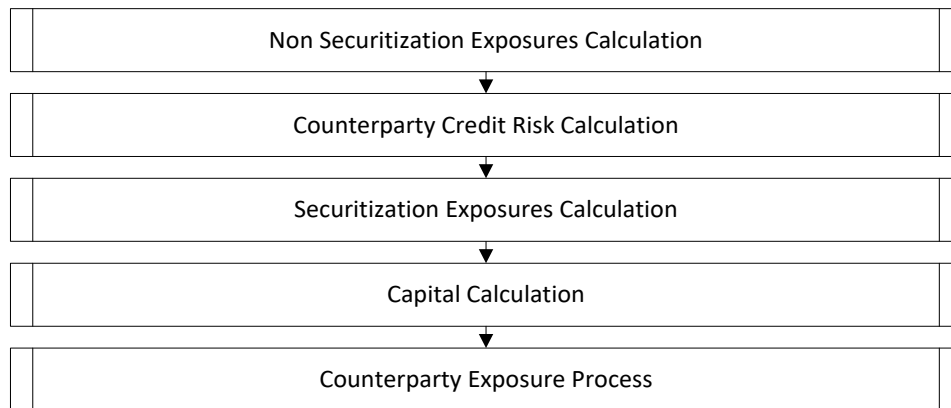 Non Securitization Exposures Calculation
Counterparty Credit Risk Calculation
Securitization Exposures Calculation
Capital Calculation
Counterparty Exposure Process